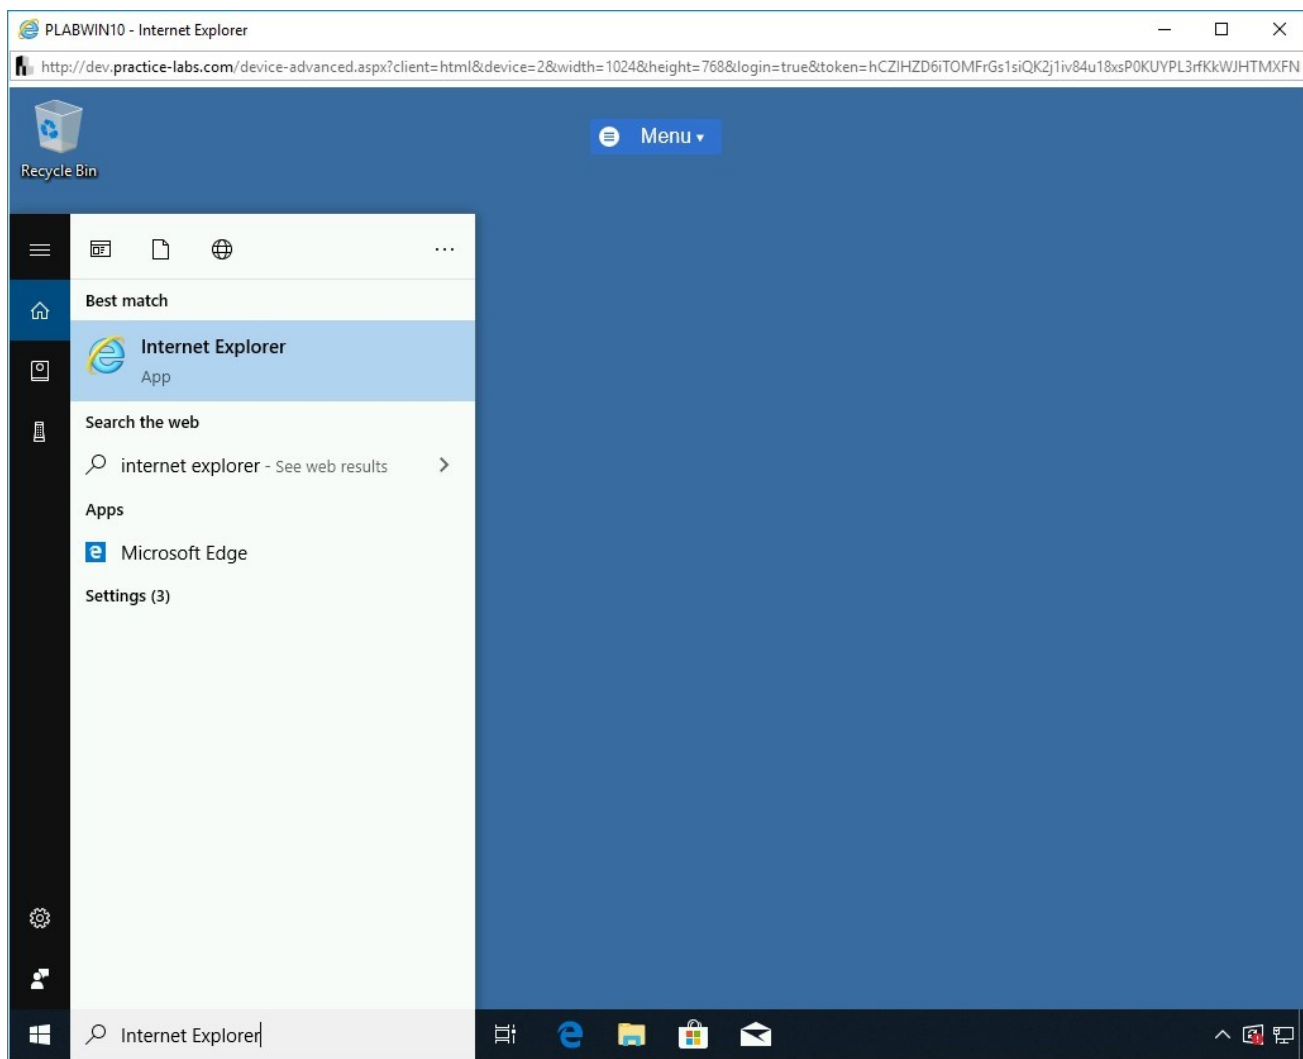 PLABWIN10 - Internet Explorer
http://dev.practice-labs.com/device-advanced.aspx?client=html&device=2&width=1024&height=768&login=true&token=hCZIHZD6iTOMFrGs1siQK2j1iv84u18xsP0KUYPL3rfKkWJHTMXFN
Menu
Recycle Bin
Best match
Internet Explorer
App
Search the web
internet explorer - See web results
Apps
Microsoft Edge
Settings (3)
Internet Explorer